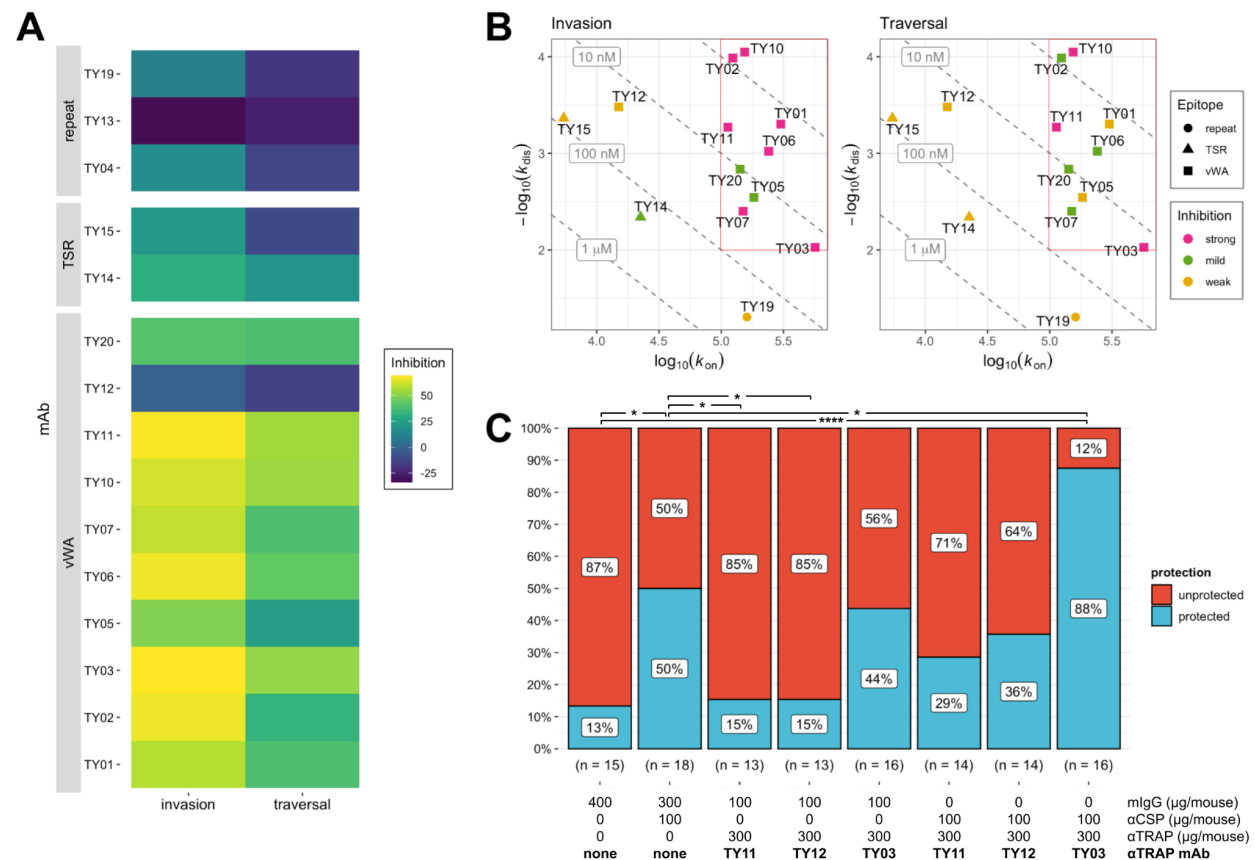 A
repeat
TSR
vWA
mAb
TY19
TY13
TY04
TY15
TY14
TY20
TY12
TY11
TY10
TY07
TY06
TY05
TY03
TY02
TY01
invasion
traversal
Inhibition
50
25
0
-25
B
Invasion
−log10(kdis)
4
3
2
10 nM
100 nM
1 µM
TY10
TY02
TY12
TY15
TY01
TY11
TY06
TY20
TY05
TY14
TY07
TY03
TY19
4.0 4.5 5.0 5.5
log10(kon)
Traversal
−log10(kdis)
4
3
2
10 nM
100 nM
1 µM
TY10
TY02
TY12
TY15
TY01
TY11
TY06
TY20
TY05
TY14
TY07
TY03
TY19
4.0 4.5 5.0 5.5
log10(kon)
Epitope
repeat
TSR
vWA
Inhibition
strong
mild
weak
C
*
* * *
****
100%
90%
80%
70%
60%
50%
40%
30%
20%
10%
0%
87% 50% 85% 85% 56% 71% 64% 12%
13% 50% 15% 15% 44% 29% 36% 88%
(n = 15) (n = 18) (n = 13) (n = 13) (n = 16) (n = 14) (n = 14) (n = 16)
400 300 100 100 100 0 0 0 mIgG (µg/mouse)
0 100 0 0 0 100 100 100 αCSP (µg/mouse)
0 0 300 300 300 300 300 300 αTRAP (µg/mouse)
none none TY11 TY12 TY03 TY11 TY12 TY03 αTRAP mAb
protection
unprotected
protected